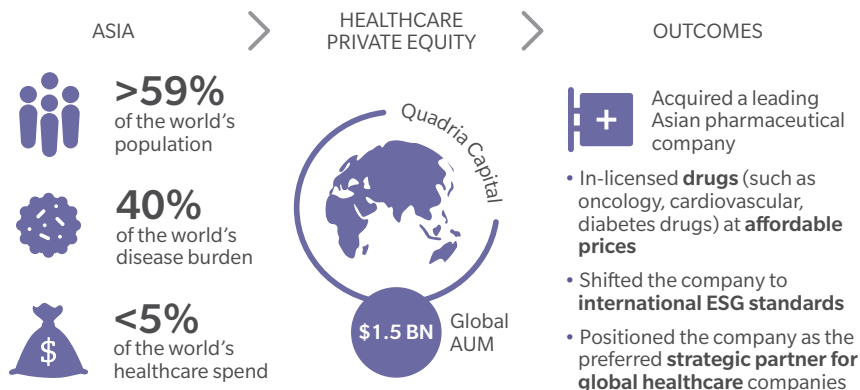 ASIA
HEALTHCARE
PRIVATE EQUITY
OUTCOMES
>59%
of the world's
population
40%
of the world's
disease burden
<5%
of the world's
healthcare spend
$
Quadria Capital
$1.5 BN
Global
AUM
+
Acquired a leading
Asian pharmaceutical
company
• In-licensed drugs (such as
oncology, cardiovascular,
diabetes drugs) at affordable
prices
• Shifted the company to
international ESG standards
• Positioned the company as the
preferred strategic partner for
global healthcare companies